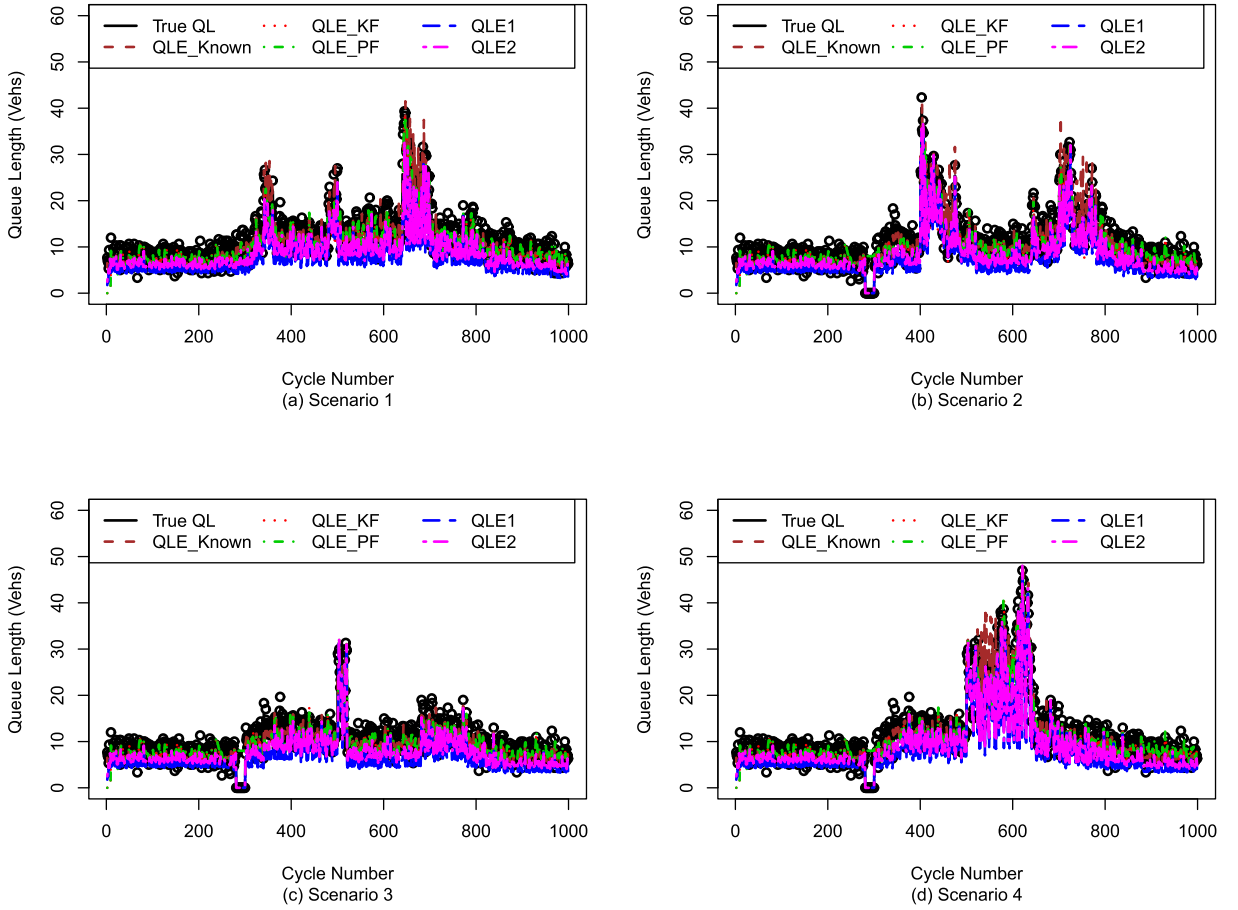 True QL QLE_KF QLE1
QLE_Known QLE_PF QLE2
Queue Length (Vehs)
60
50
40
30
20
10
0
0 200 400 600 800 1000
Cycle Number
(a) Scenario 1
True QL QLE_KF QLE1
QLE_Known QLE_PF QLE2
Queue Length (Vehs)
60
50
40
30
20
10
0
0 200 400 600 800 1000
Cycle Number
(b) Scenario 2
True QL QLE_KF QLE1
QLE_Known QLE_PF QLE2
Queue Length (Vehs)
60
50
40
30
20
10
0
0 200 400 600 800 1000
Cycle Number
(c) Scenario 3
True QL QLE_KF QLE1
QLE_Known QLE_PF QLE2
Queue Length (Vehs)
60
50
40
30
20
10
0
0 200 400 600 800 1000
Cycle Number
(d) Scenario 4